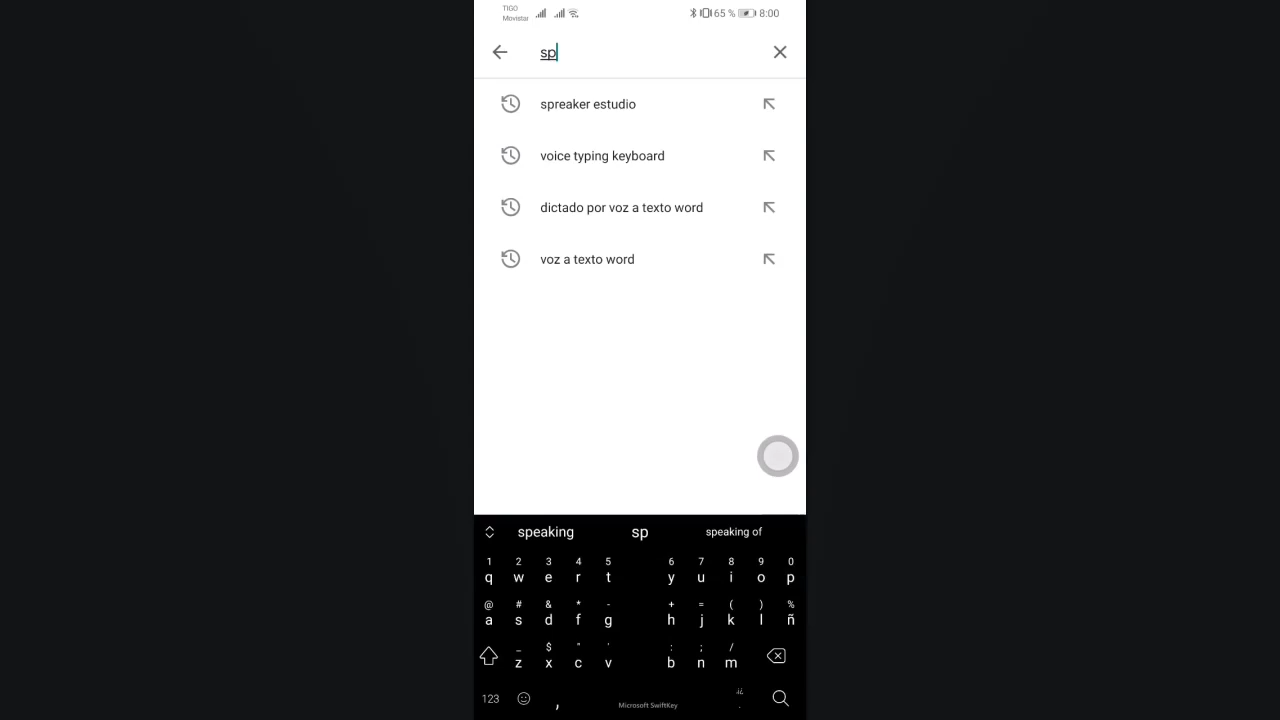 TIGO
Movistar 65 % 8:00
sp
spreaker estudio
voice typing keyboard
dictado por voz a texto word
voz a texto word
speaking sp speaking of
1 2 3 4 5 6 7 8 9 0
q w e r t y u i o p
@ # & * - + = ( ) %
a s d f g h j k l ñ
_ $ " ' : ; /
z x c v b n m
123 , Microsoft SwiftKey .